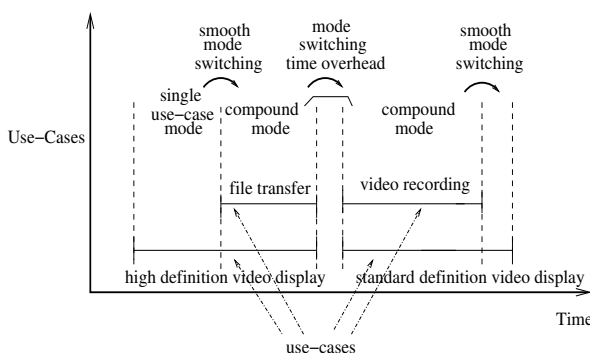 smooth
mode
switching
mode
switching
time overhead
smooth
mode
switching
single
use-case
mode
compound
mode
compound
mode
Use-Cases
file transfer
video recording
high definition video display
standard definition video display
Time
use-cases